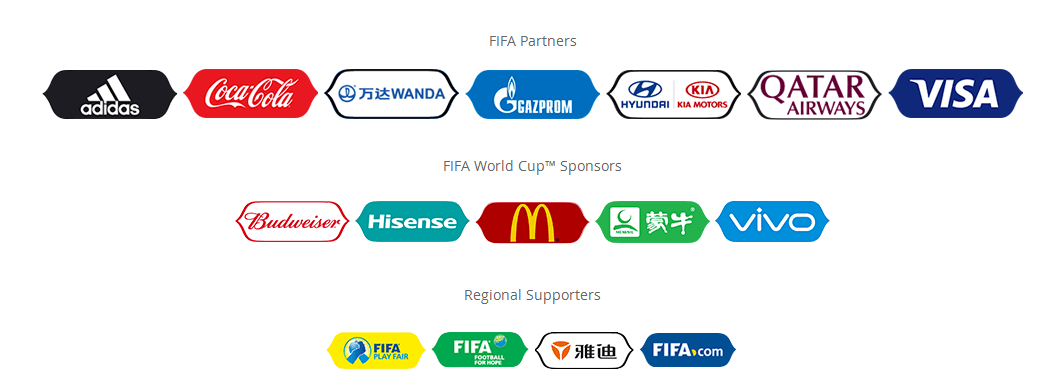 FIFA Partners
adidas
Coca-Cola
万达WANDA
GAZPROM
HYUNDAI
KIA
KIA MOTORS
QATAR
AIRWAYS
VISA
FIFA World Cup™ Sponsors
Budweiser
Hisense
M
MENGNIU
蒙牛
vivo
Regional Supporters
FIFA
PLAY FAIR
FIFA
FOOTBALL
FOR HOPE
雅迪
FIFA.com